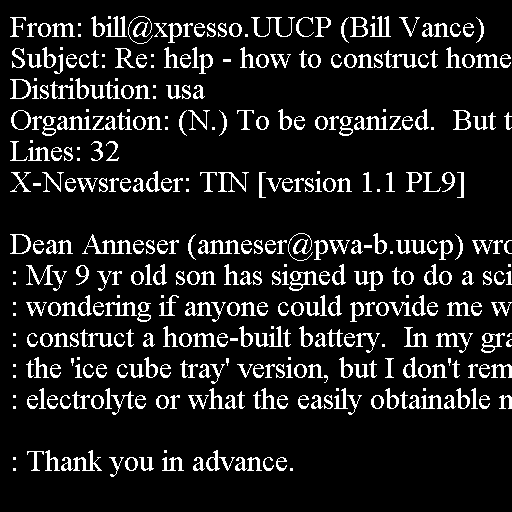 From: bill@xpresso.UUCP (Bill Vance)
Subject: Re: help - how to construct home
Distribution: usa
Organization: (N.) To be organized.  But t
Lines: 32
X-Newsreader: TIN [version 1.1 PL9]

Dean Anneser (anneser@pwa-b.uucp) wro
: My 9 yr old son has signed up to do a sci
: wondering if anyone could provide me w
: construct a home-built battery.  In my gra
: the 'ice cube tray' version, but I don't rem
: electrolyte or what the easily obtainable n

: Thank you in advance.